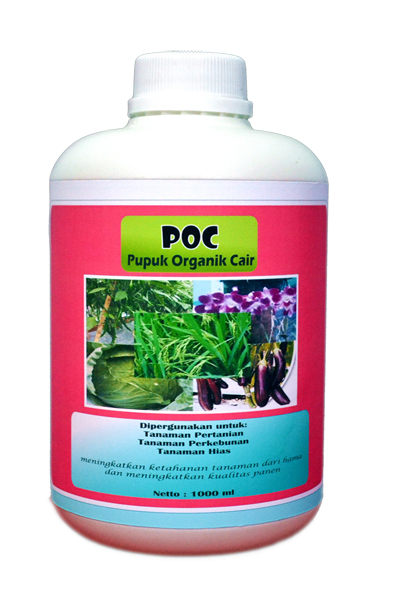 POC
Pupuk Organik Cair
Dipergunakan untuk:
Tanaman Pertanian
Tanaman Perkebunan
Tanaman Hias
meningkatkan ketahanan tanaman dari hama
dan meningkatkan kualitas panen
Netto : 1000 ml